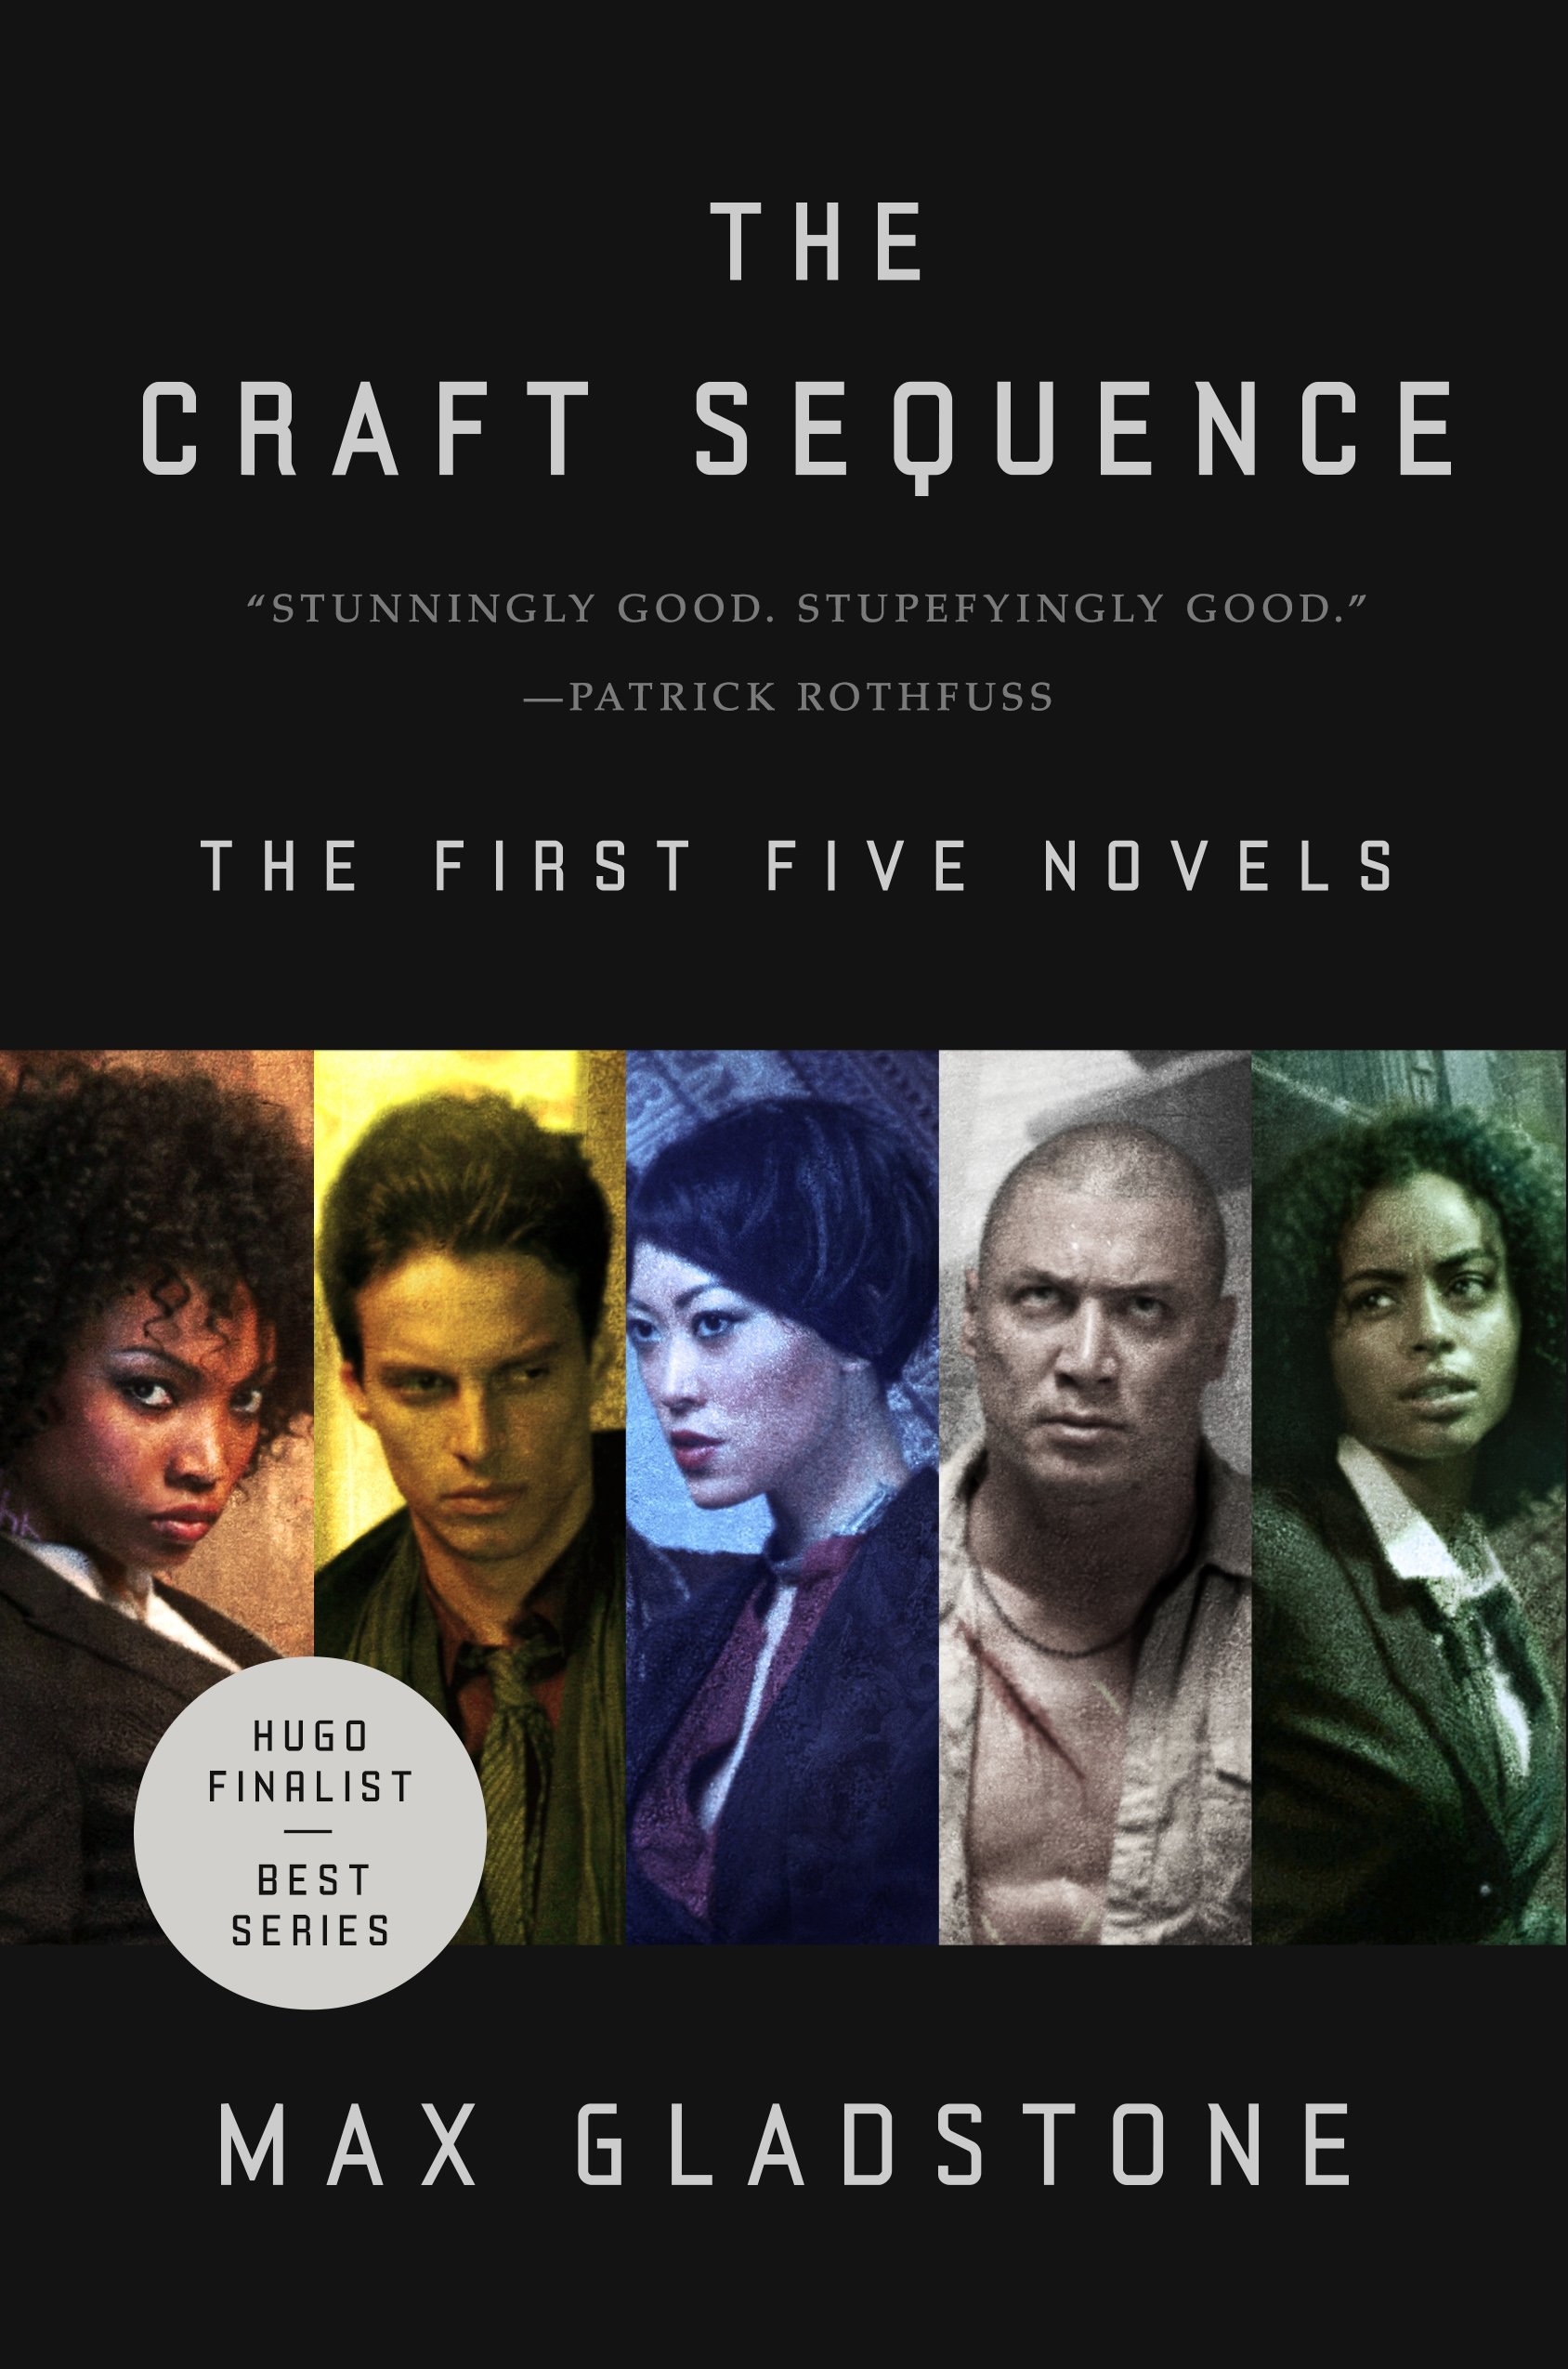 THE
CRAFT SEQUENCE
“STUNNINGLY GOOD. STUPEFYINGLY GOOD.”
—PATRICK ROTHFUSS
THE FIRST FIVE NOVELS
HUGO
FINALIST
—
BEST
SERIES
MAX GLADSTONE